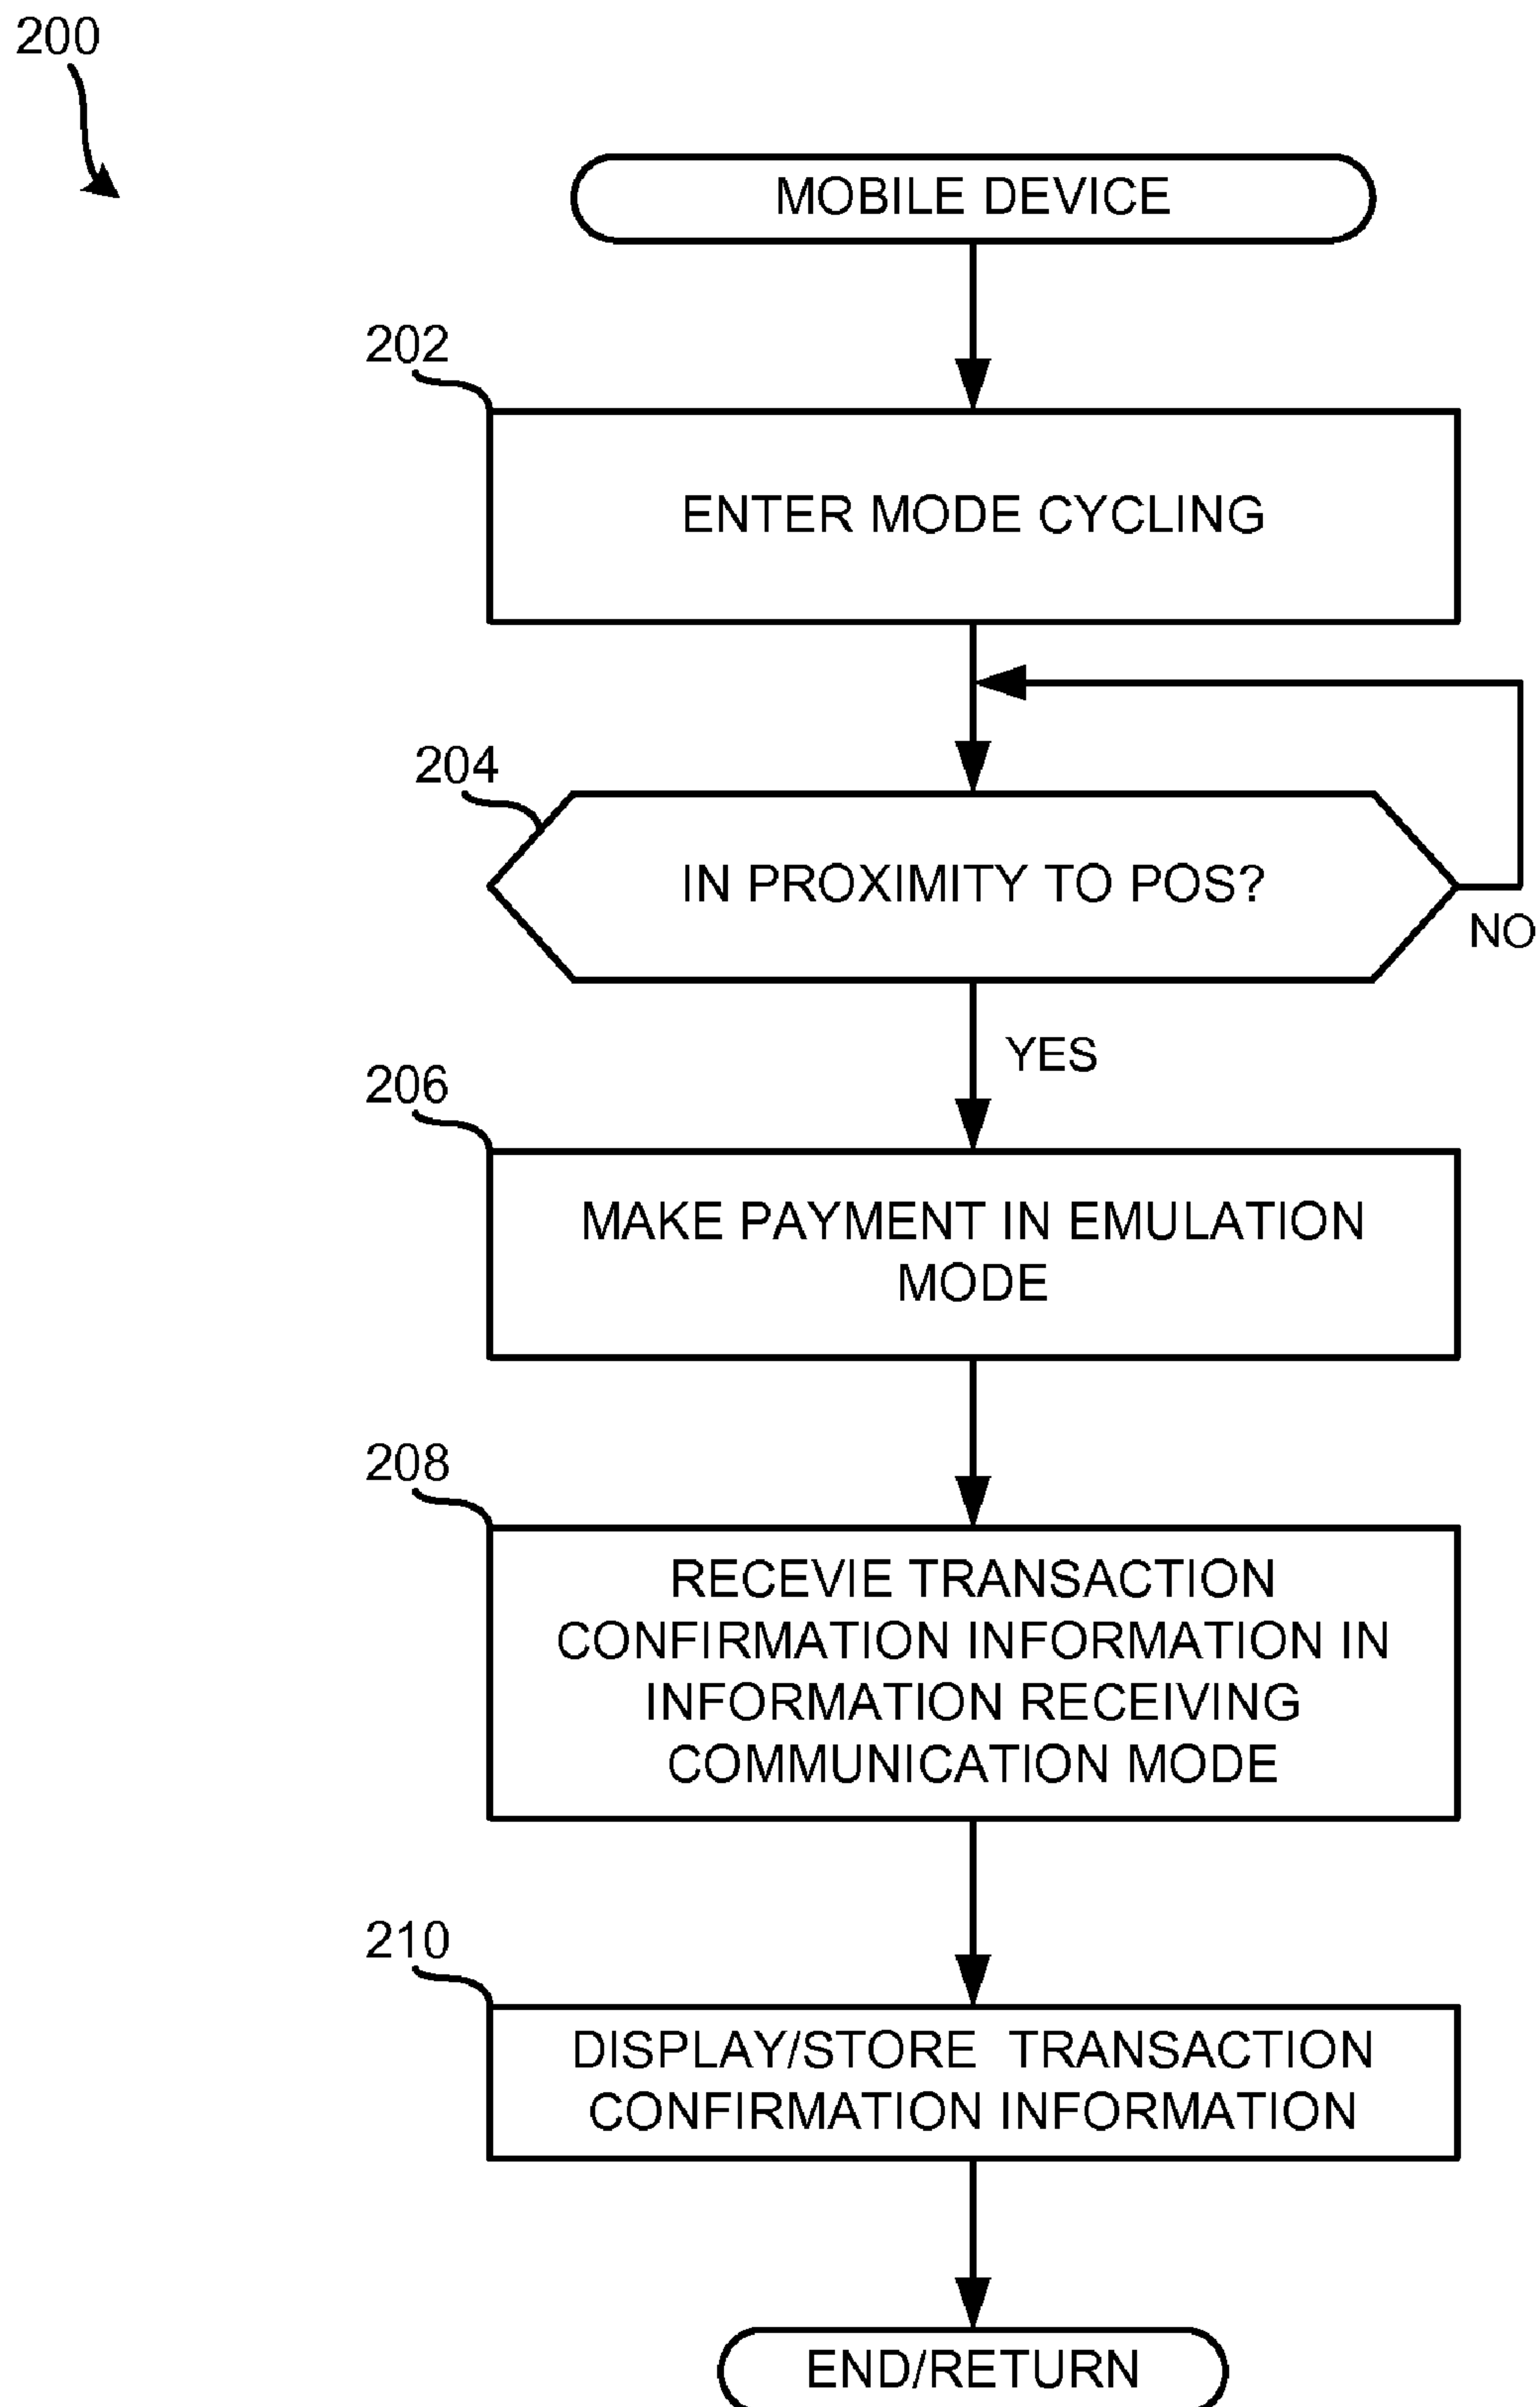 200
MOBILE DEVICE
202
ENTER MODE CYCLING
204
IN PROXIMITY TO POS?
NO
YES
206
MAKE PAYMENT IN EMULATION
MODE
208
RECEVIE TRANSACTION
CONFIRMATION INFORMATION IN
INFORMATION RECEIVING
COMMUNICATION MODE
210
DISPLAY/STORE TRANSACTION
CONFIRMATION INFORMATION
END/RETURN